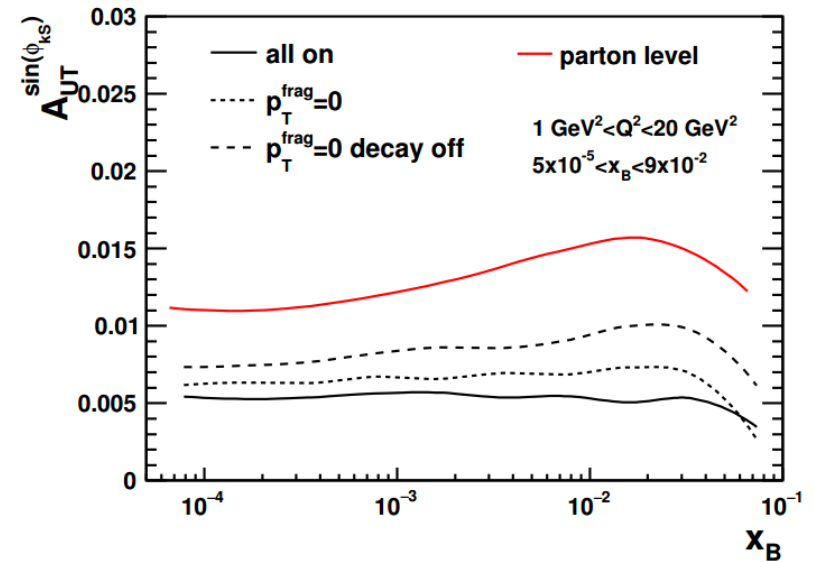 A_UT^sin(ϕ_kS)
0.03
0.025
0.02
0.015
0.01
0.005
0
all on
p_T^frag=0
p_T^frag=0 decay off
parton level
1 GeV²<Q²<20 GeV²
5x10⁻⁵<x_B<9x10⁻²
10⁻⁴ 10⁻³ 10⁻² 10⁻¹
x_B